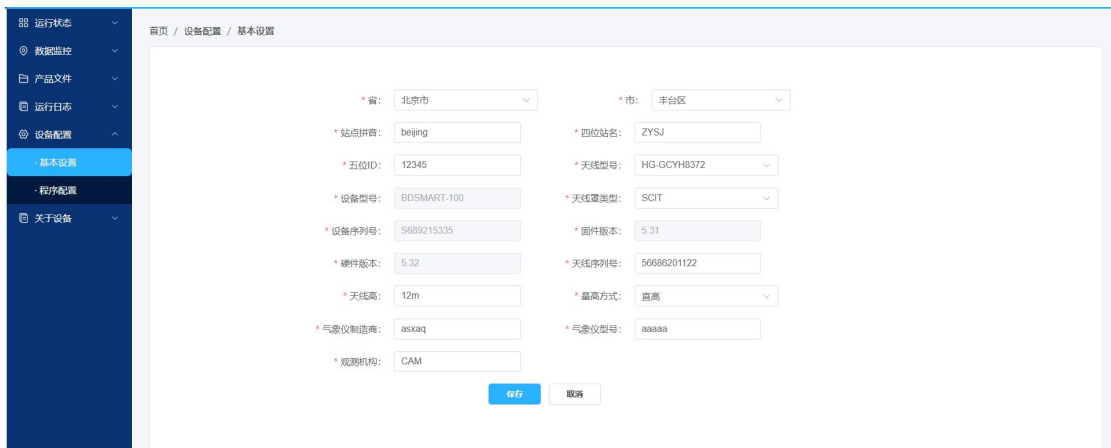 运行状态
数据监控
产品文件
运行日志
设备配置
·基本设置
·程序配置
关于设备
首页 / 设备配置 / 基本设置
* 省： 北京市 * 市： 丰台区
* 站点拼音： beijing * 四位站名： ZYSJ
* 五位ID： 12345 * 天线型号： HG-GCYH8372
* 设备型号： BDSMART-100 * 天线罩类型： SCIT
* 设备序列号： S689215335 * 固件版本： 5.31
* 硬件版本： 5.32 * 天线序列号： 56686201122
* 天线高： 12m * 量高方式： 直高
* 气象仪制造商： asxaq * 气象仪型号： aaaaa
* 观测机构： CAM
保存 取消